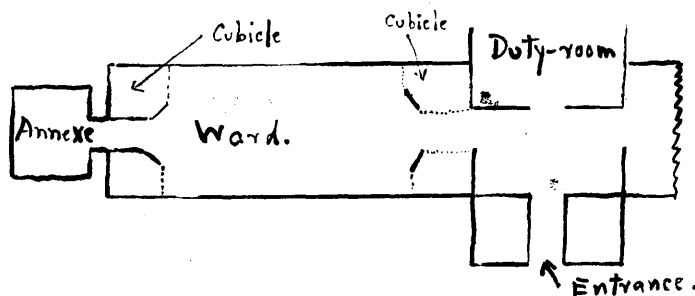 Cubicle
Cubicle
Duty-room
Annexe
Ward.
Entrance.